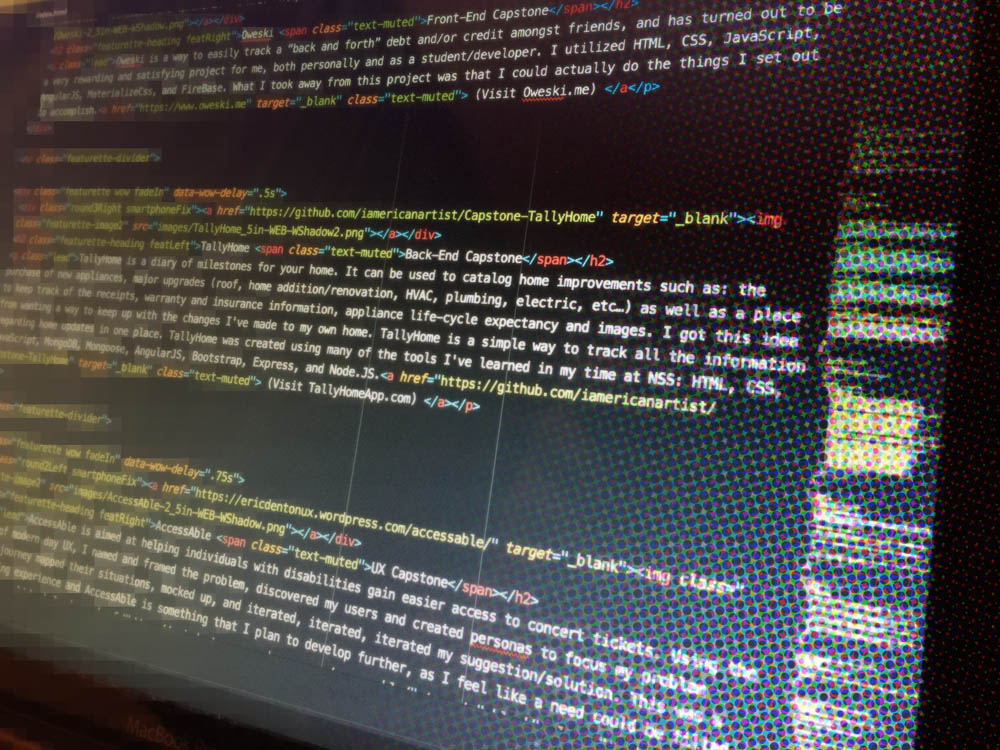 Oweski-2_5in-WEB-WShadow.png"></a></div>
<h2 class="featurette-heading featRight">Oweski <span class="text-muted">Front-End Capstone</span></h2>
class="lead">Oweski is a way to easily track a "back and forth" debt and/or credit amongst friends, and has turned out to be
a very rewarding and satisfying project for me, both personally and as a student/developer. I utilized HTML, CSS, JavaScript,
AngularJS, MaterializeCss, and FireBase. What I took away from this project was that I could actually do the things I set out
to accomplish.<a href="https://www.oweski.me" target="_blank" class="text-muted"> (Visit Oweski.me) </a></p>
</div>
class="featurette-divider">
class="featurette wow fadeIn" data-wow-delay=".5s">
class="round3Right smartphoneFix"><a href="https://github.com/iamericanartist/Capstone-TallyHome" target="_blank"><img
class="featurette-image2" src="images/TallyHome_5in-WEB-WShadow2.png"></a></div>
<h2 class="featurette-heading featLeft">TallyHome <span class="text-muted">Back-End Capstone</span></h2>
class="lead">TallyHome is a diary of milestones for your home. It can be used to catalog home improvements such as: the
purchase of new appliances, major upgrades (roof, home addition/renovation, HVAC, plumbing, electric, etc…) as well as a place
to keep track of the receipts, warranty and insurance information, appliance life-cycle expectancy and images. I got this idea
from wanting a way to keep up with the changes I've made to my own home. TallyHome is a simple way to track all the information
regarding home updates in one place. TallyHome was created using many of the tools I've learned in my time at NSS: HTML, CSS,
JavaScript, MongoDB, Mongoose, AngularJS, Bootstrap, Express, and Node.JS.<a href="https://github.com/iamericanartist/
Capstone-TallyHome" target="_blank" class="text-muted"> (Visit TallyHomeApp.com) </a></p>
class="featurette-divider">
class="featurette wow fadeIn" data-wow-delay=".75s">
class="round2Left smartphoneFix"><a href="https://ericdentonux.wordpress.com/accessable/" target="_blank"><img class="
src="images/AccessAble-2_5in-WEB-WShadow.png"></a></div>
"featurette-heading featRight">AccessAble <span class="text-muted">UX Capstone</span></h2>
"lead">AccessAble is aimed at helping individuals with disabilities gain easier access to concert tickets. Using the
modern day UX, I named and framed the problem, discovered my users and created personas to focus my problem
journey mapped their situations, mocked up, and iterated, iterated, iterated my suggestion/solution. This was a
experience and AccessAble is something that I plan to develop further, as I feel like a need could be
MacBook